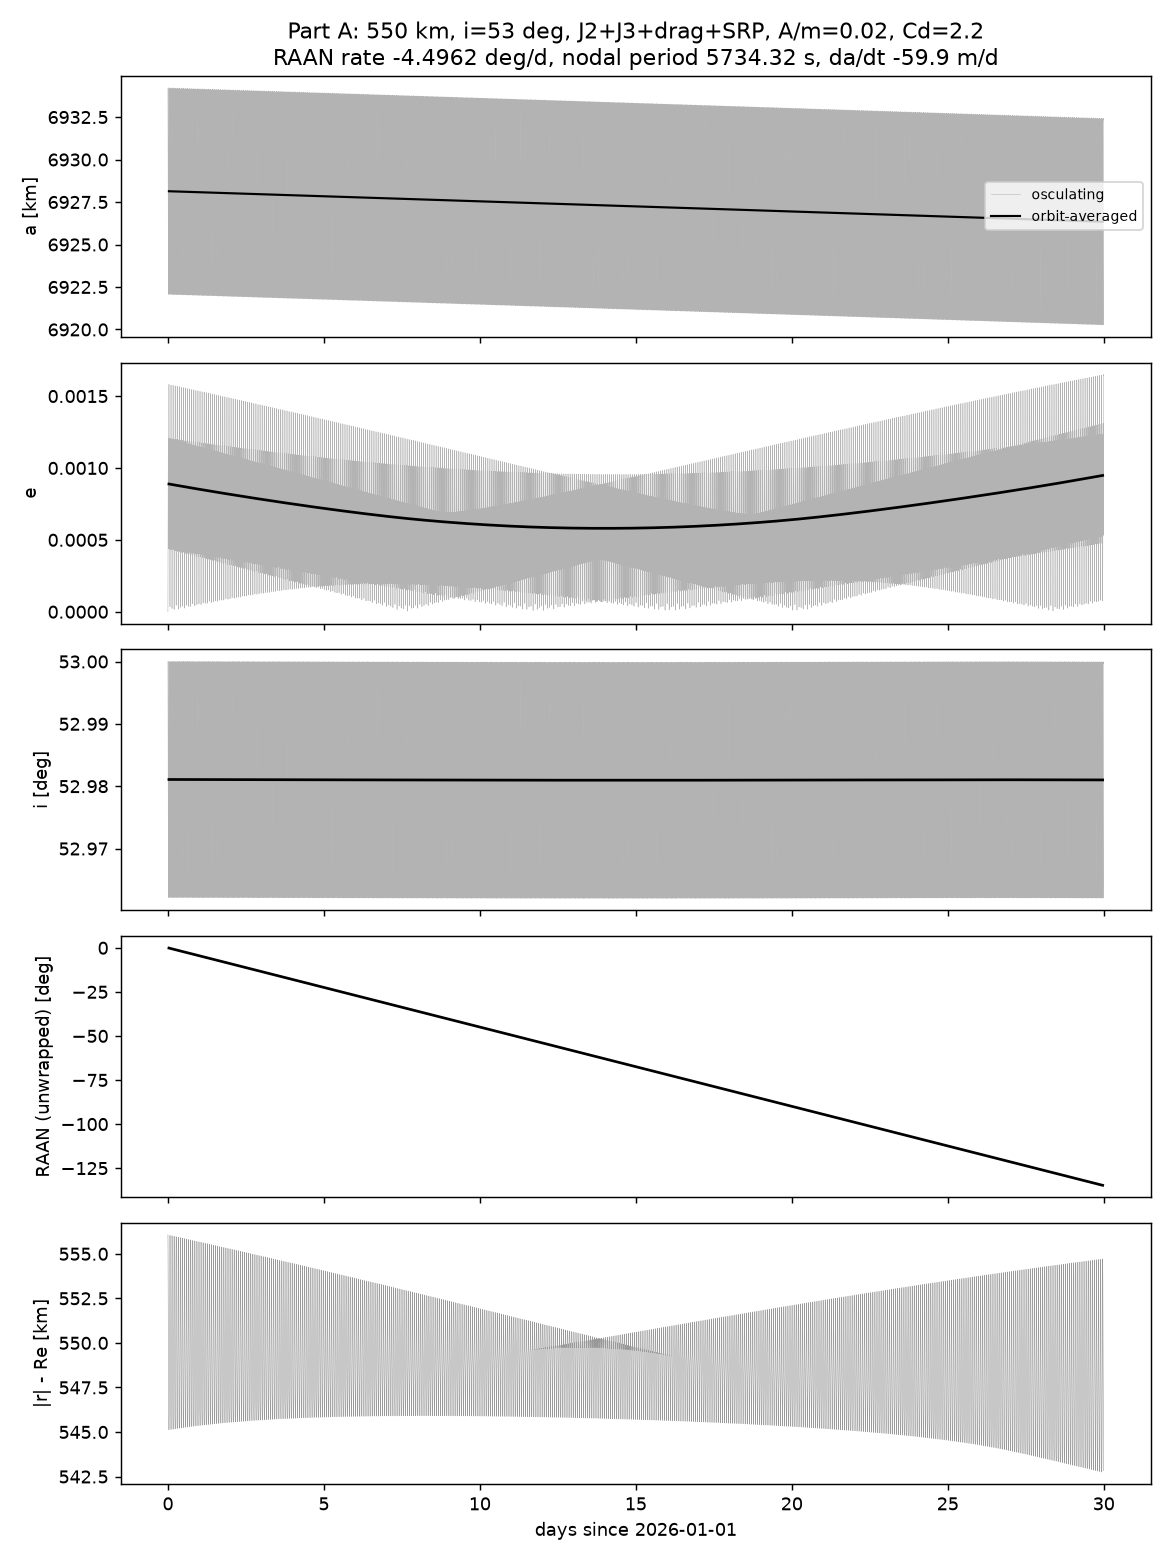 Part A: 550 km, i=53 deg, J2+J3+drag+SRP, A/m=0.02, Cd=2.2
RAAN rate -4.4962 deg/d, nodal period 5734.32 s, da/dt -59.9 m/d
a [km]
6932.5
6930.0
6927.5
6925.0
6922.5
6920.0
osculating
orbit-averaged
e
0.0015
0.0010
0.0005
0.0000
i [deg]
53.00
52.99
52.98
52.97
RAAN (unwrapped) [deg]
0
−25
−50
−75
−100
−125
|r| - Re [km]
555.0
552.5
550.0
547.5
545.0
542.5
0 5 10 15 20 25 30
days since 2026-01-01